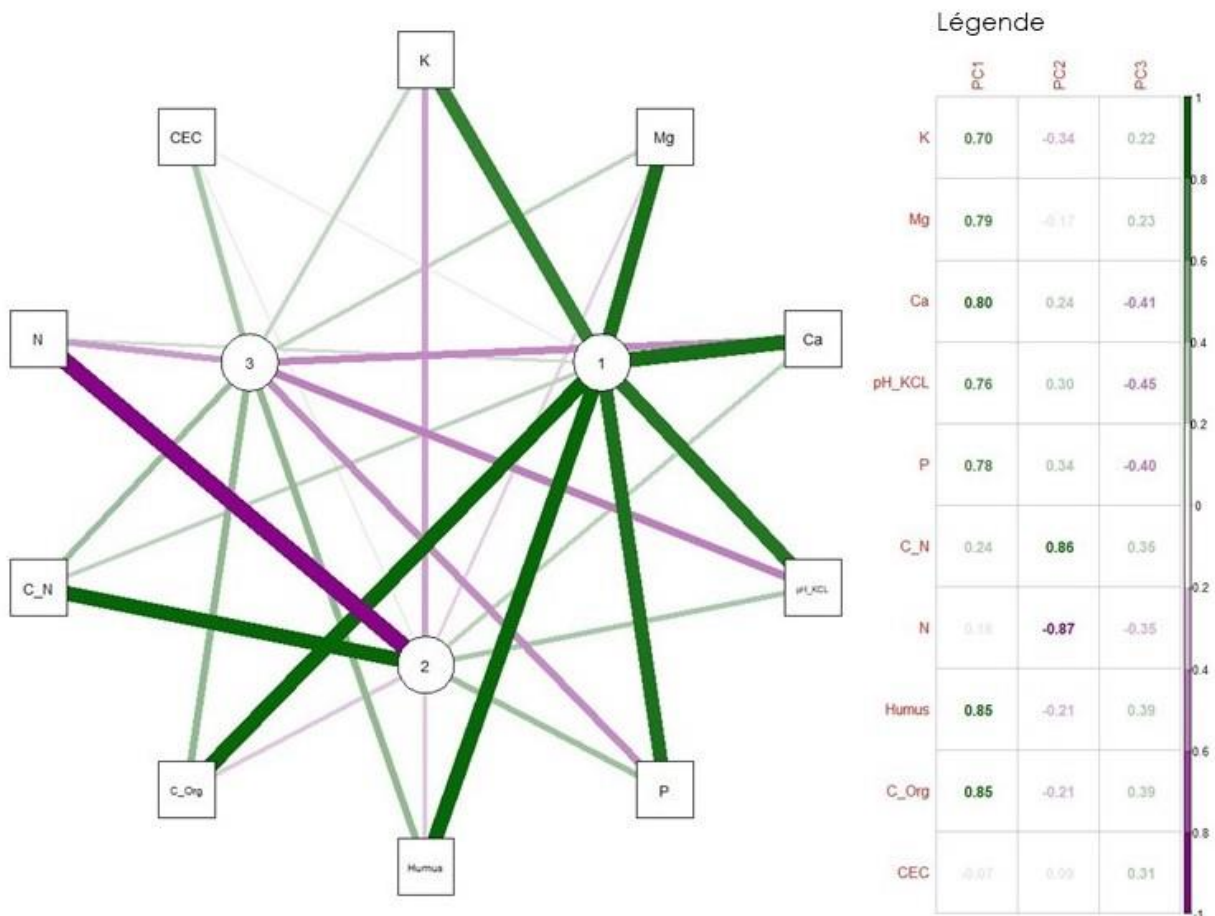 Légende
K
CEC
Mg
N
3
1
Ca
C_N
pH_KCL
2
C_Org
P
Humus
PC1 PC2 PC3
K 0.70 -0.34 0.22
Mg 0.79 -0.17 0.23
Ca 0.80 0.24 -0.41
pH_KCL 0.76 0.30 -0.45
P 0.78 0.34 -0.40
C_N 0.24 0.86 0.35
N 0.16 -0.87 -0.35
Humus 0.85 -0.21 0.39
C_Org 0.85 -0.21 0.39
CEC -0.07 0.09 0.31
1
0.8
0.6
0.4
0.2
0
-0.2
-0.4
-0.6
-0.8
-1